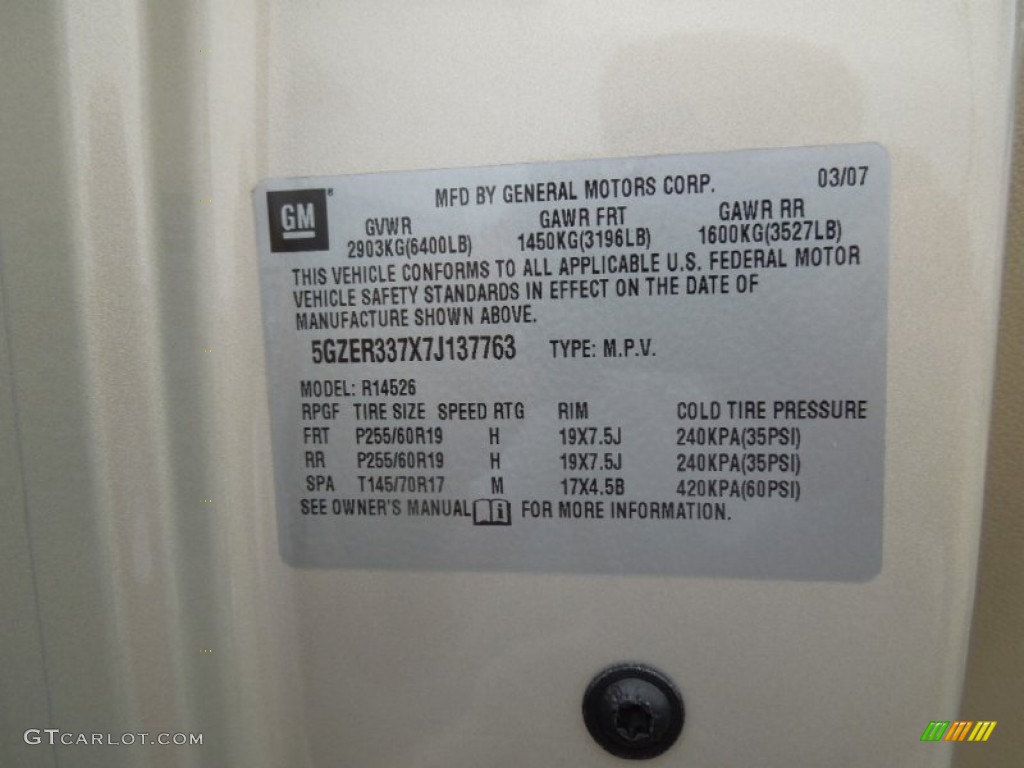 GM ® MFD BY GENERAL MOTORS CORP. 03/07
GVWR GAWR FRT GAWR RR
2903KG(6400LB) 1450KG(3196LB) 1600KG(3527LB)
THIS VEHICLE CONFORMS TO ALL APPLICABLE U.S. FEDERAL MOTOR
VEHICLE SAFETY STANDARDS IN EFFECT ON THE DATE OF
MANUFACTURE SHOWN ABOVE.
5GZER337X7J137763 TYPE: M.P.V.
MODEL: R14526
RPGF TIRE SIZE SPEED RTG RIM COLD TIRE PRESSURE
FRT P255/60R19 H 19X7.5J 240KPA(35PSI)
RR P255/60R19 H 19X7.5J 240KPA(35PSI)
SPA T145/70R17 M 17X4.5B 420KPA(60PSI)
SEE OWNER'S MANUAL i FOR MORE INFORMATION.
GTCARLOT.COM